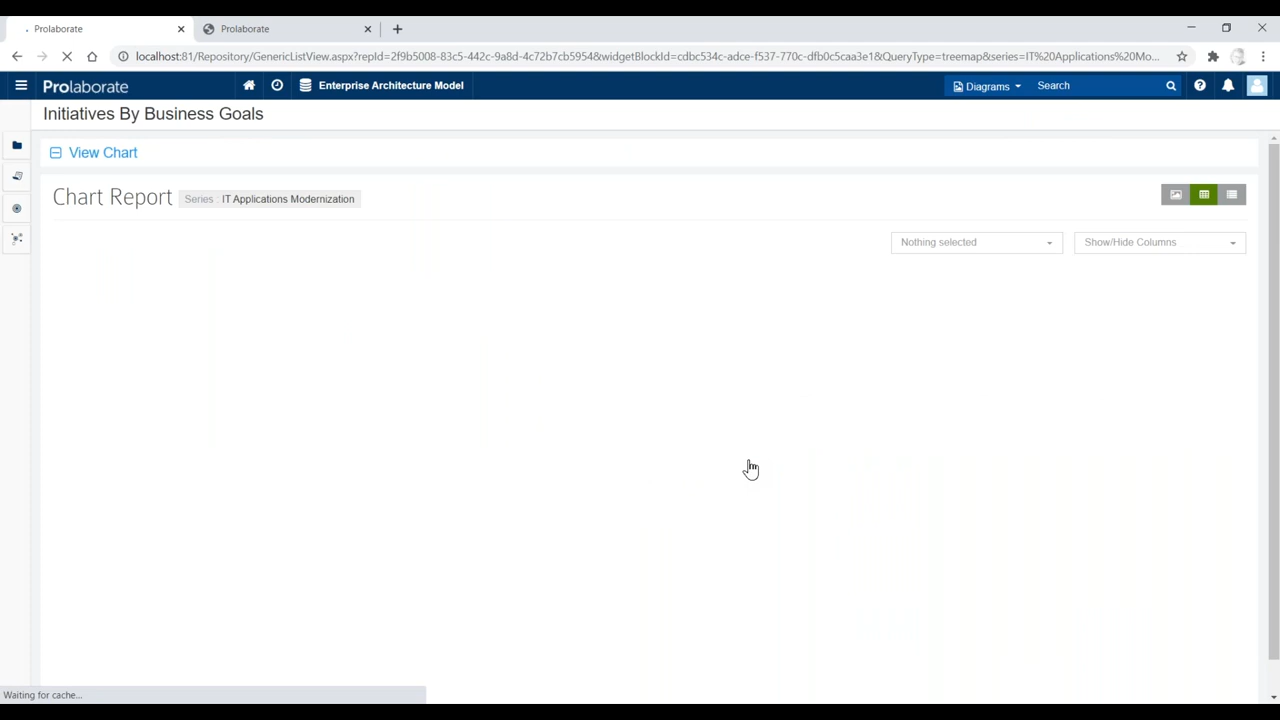 Prolaborate
Prolaborate
localhost:81/Repository/GenericListView.aspx?repId=2f9b5008-83c5-442c-9a8d-4c72b7cb5954&widgetBlockId=cdbc534c-adce-f537-770c-dfb0c5caa3e1&QueryType=treemap&series=IT%20Applications%20Mo...
Prolaborate
Enterprise Architecture Model
Diagrams
Search
Initiatives By Business Goals
View Chart
Chart Report
Series : IT Applications Modernization
Nothing selected
Show/Hide Columns
Waiting for cache...